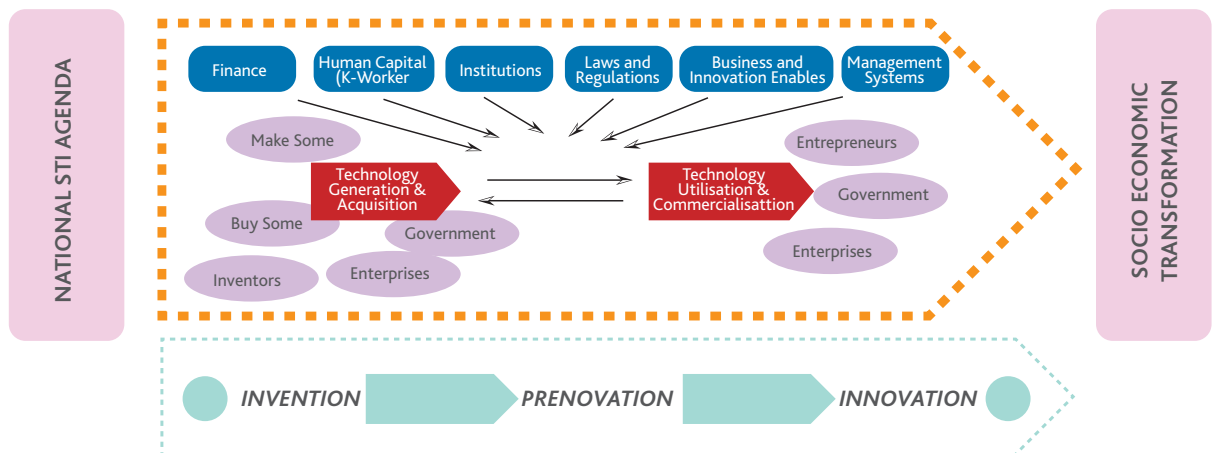 NATIONAL STI AGENDA
Finance
Human Capital
(K-Worker
Institutions
Laws and
Regulations
Business and
Innovation Enables
Management
Systems
Make Some
Technology
Generation &
Acquisition
Buy Some
Government
Inventors
Enterprises
Technology
Utilisation &
Commercialisattion
Entrepreneurs
Government
Enterprises
SOCIO ECONOMIC
TRANSFORMATION
INVENTION
PRENOVATION
INNOVATION